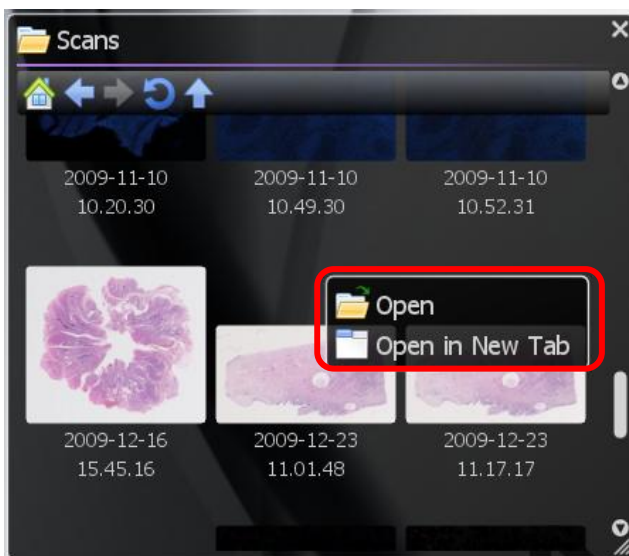 Scans
2009-11-10 2009-11-10 2009-11-10
10.20.30 10.49.30 10.52.31
Open
Open in New Tab
2009-12-16 2009-12-23 2009-12-23
15.45.16 11.01.48 11.17.17